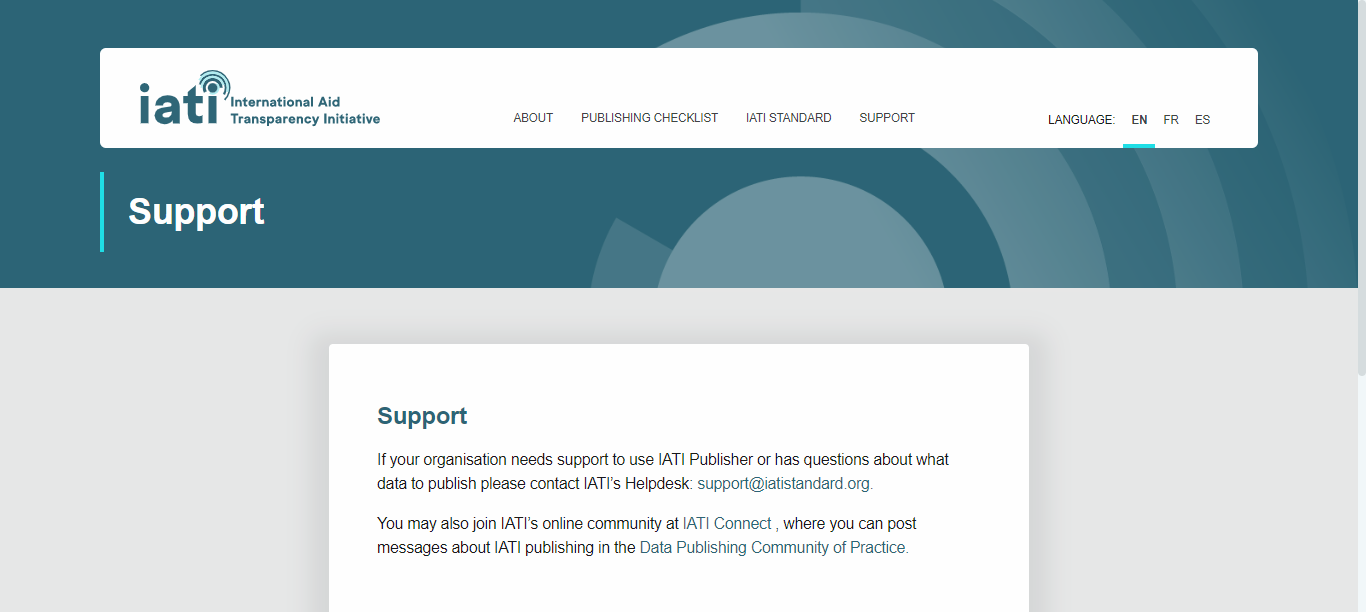 iati International Aid
Transparency Initiative
ABOUT PUBLISHING CHECKLIST IATI STANDARD SUPPORT
LANGUAGE: EN FR ES
Support
Support
If your organisation needs support to use IATI Publisher or has questions about what
data to publish please contact IATI’s Helpdesk: support@iatistandard.org.
You may also join IATI’s online community at IATI Connect , where you can post
messages about IATI publishing in the Data Publishing Community of Practice.